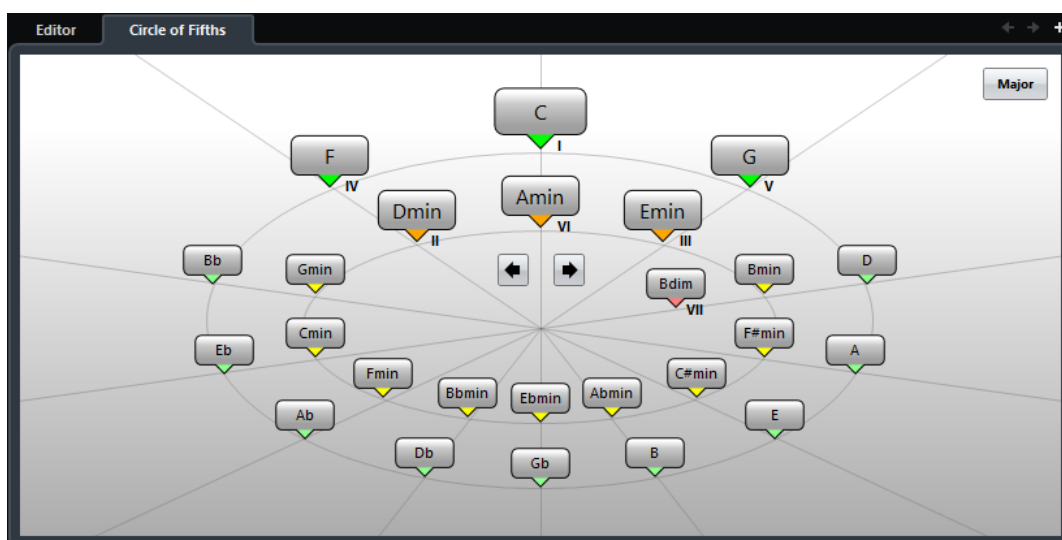 Editor
Circle of Fifths
Major
C
I
F
IV
G
V
Amin
VI
Dmin
II
Emin
III
Bb
Gmin
Bdim
VII
Bmin
D
Eb
Cmin
F#min
A
Fmin
C#min
Bbmin
Ebmin
Abmin
Ab
E
Db
Gb
B